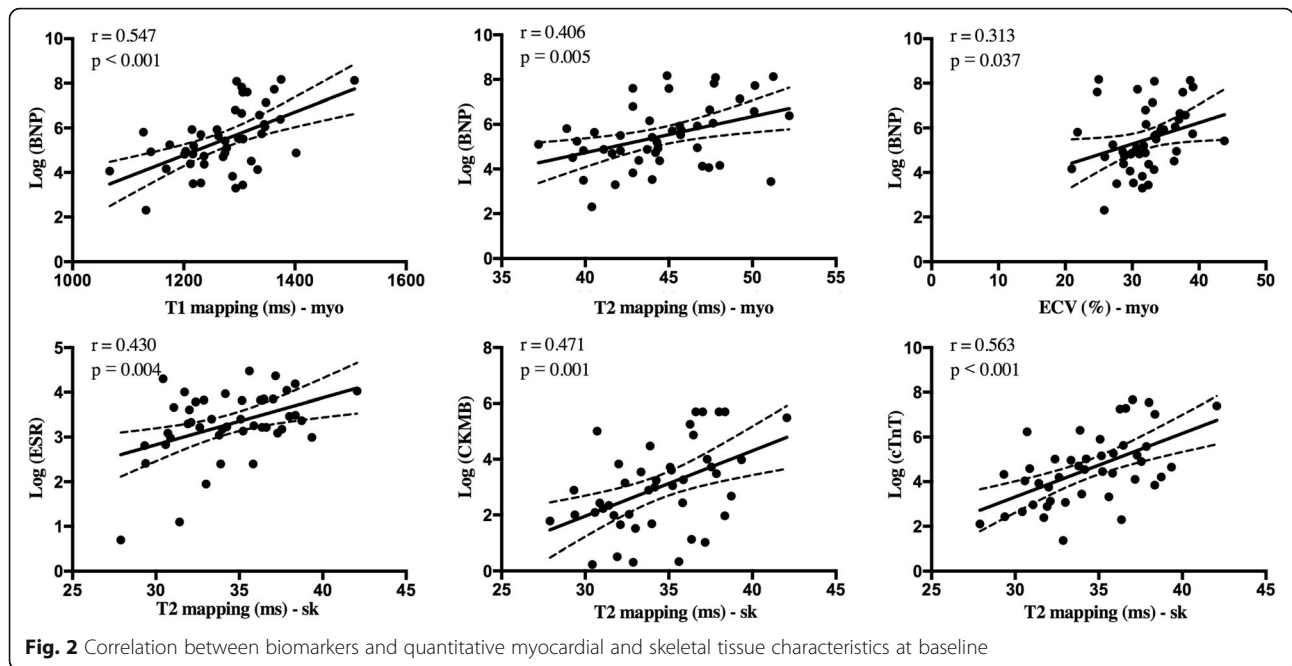 r = 0.547
p < 0.001
Log (BNP)
10
8
6
4
2
0
1000
1200
1400
1600
T1 mapping (ms) - myo
r = 0.406
p = 0.005
Log (BNP)
10
8
6
4
2
0
35
40
45
50
55
T2 mapping (ms) - myo
r = 0.313
p = 0.037
Log (BNP)
10
8
6
4
2
0
0
10
20
30
40
50
ECV (%) - myo
r = 0.430
p = 0.004
Log (ESR)
5
4
3
2
1
0
25
30
35
40
45
T2 mapping (ms) - sk
r = 0.471
p = 0.001
Log (CKMB)
8
6
4
2
0
25
30
35
40
45
T2 mapping (ms) - sk
r = 0.563
p < 0.001
Log (cTnT)
10
8
6
4
2
0
25
30
35
40
45
T2 mapping (ms) - sk
Fig. 2 Correlation between biomarkers and quantitative myocardial and skeletal tissue characteristics at baseline